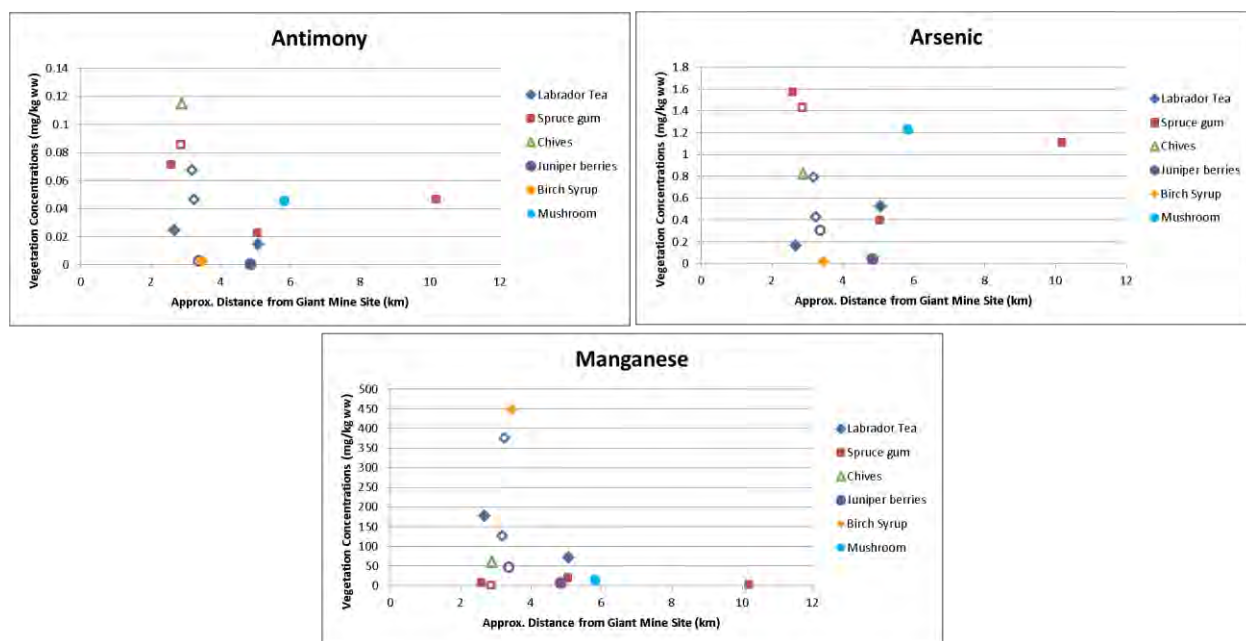 Antimony
Vegetation Concentrations (mg/kg ww)
0.14
0.12
0.1
0.08
0.06
0.04
0.02
0
0 2 4 6 8 10 12
Approx. Distance from Giant Mine Site (km)
Labrador Tea
Spruce gum
Chives
Juniper berries
Birch Syrup
Mushroom
Arsenic
Vegetation Concentrations (mg/kg ww)
1.8
1.6
1.4
1.2
1
0.8
0.6
0.4
0.2
0
0 2 4 6 8 10 12
Approx. Distance from Giant Mine Site (km)
Labrador Tea
Spruce gum
Chives
Juniper berries
Birch Syrup
Mushroom
Manganese
Vegetation Concentrations (mg/kg ww)
500
450
400
350
300
250
200
150
100
50
0
0 2 4 6 8 10 12
Approx. Distance from Giant Mine Site (km)
Labrador Tea
Spruce gum
Chives
Juniper berries
Birch Syrup
Mushroom